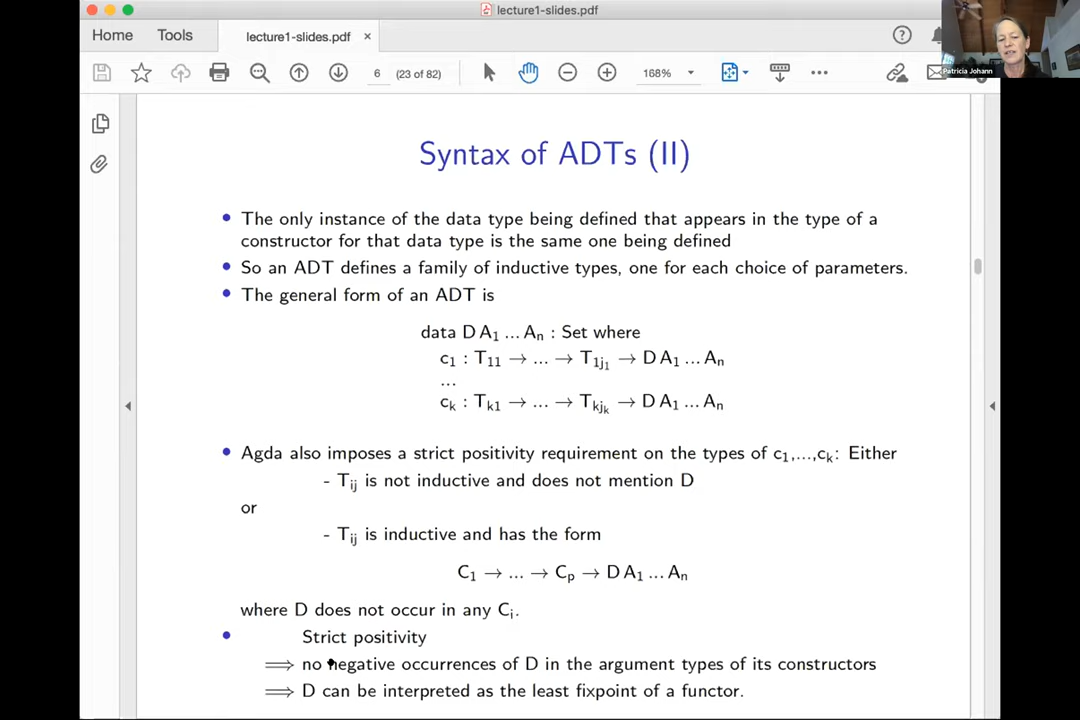 lecture1-slides.pdf
Home Tools lecture1-slides.pdf ×
6 (23 of 82) 168%
Patricia Johann
Syntax of ADTs (II)
• The only instance of the data type being defined that appears in the type of a
constructor for that data type is the same one being defined
• So an ADT defines a family of inductive types, one for each choice of parameters.
• The general form of an ADT is
data D A₁ ... Aₙ : Set where
c₁ : T₁₁ → ... → T₁ⱼ₁ → D A₁ ... Aₙ
...
cₖ : Tₖ₁ → ... → Tₖⱼₖ → D A₁ ... Aₙ
• Agda also imposes a strict positivity requirement on the types of c₁,...,cₖ: Either
- Tᵢⱼ is not inductive and does not mention D
or
- Tᵢⱼ is inductive and has the form
C₁ → ... → Cₚ → D A₁ ... Aₙ
where D does not occur in any Cᵢ.
• Strict positivity
⟹ no negative occurrences of D in the argument types of its constructors
⟹ D can be interpreted as the least fixpoint of a functor.